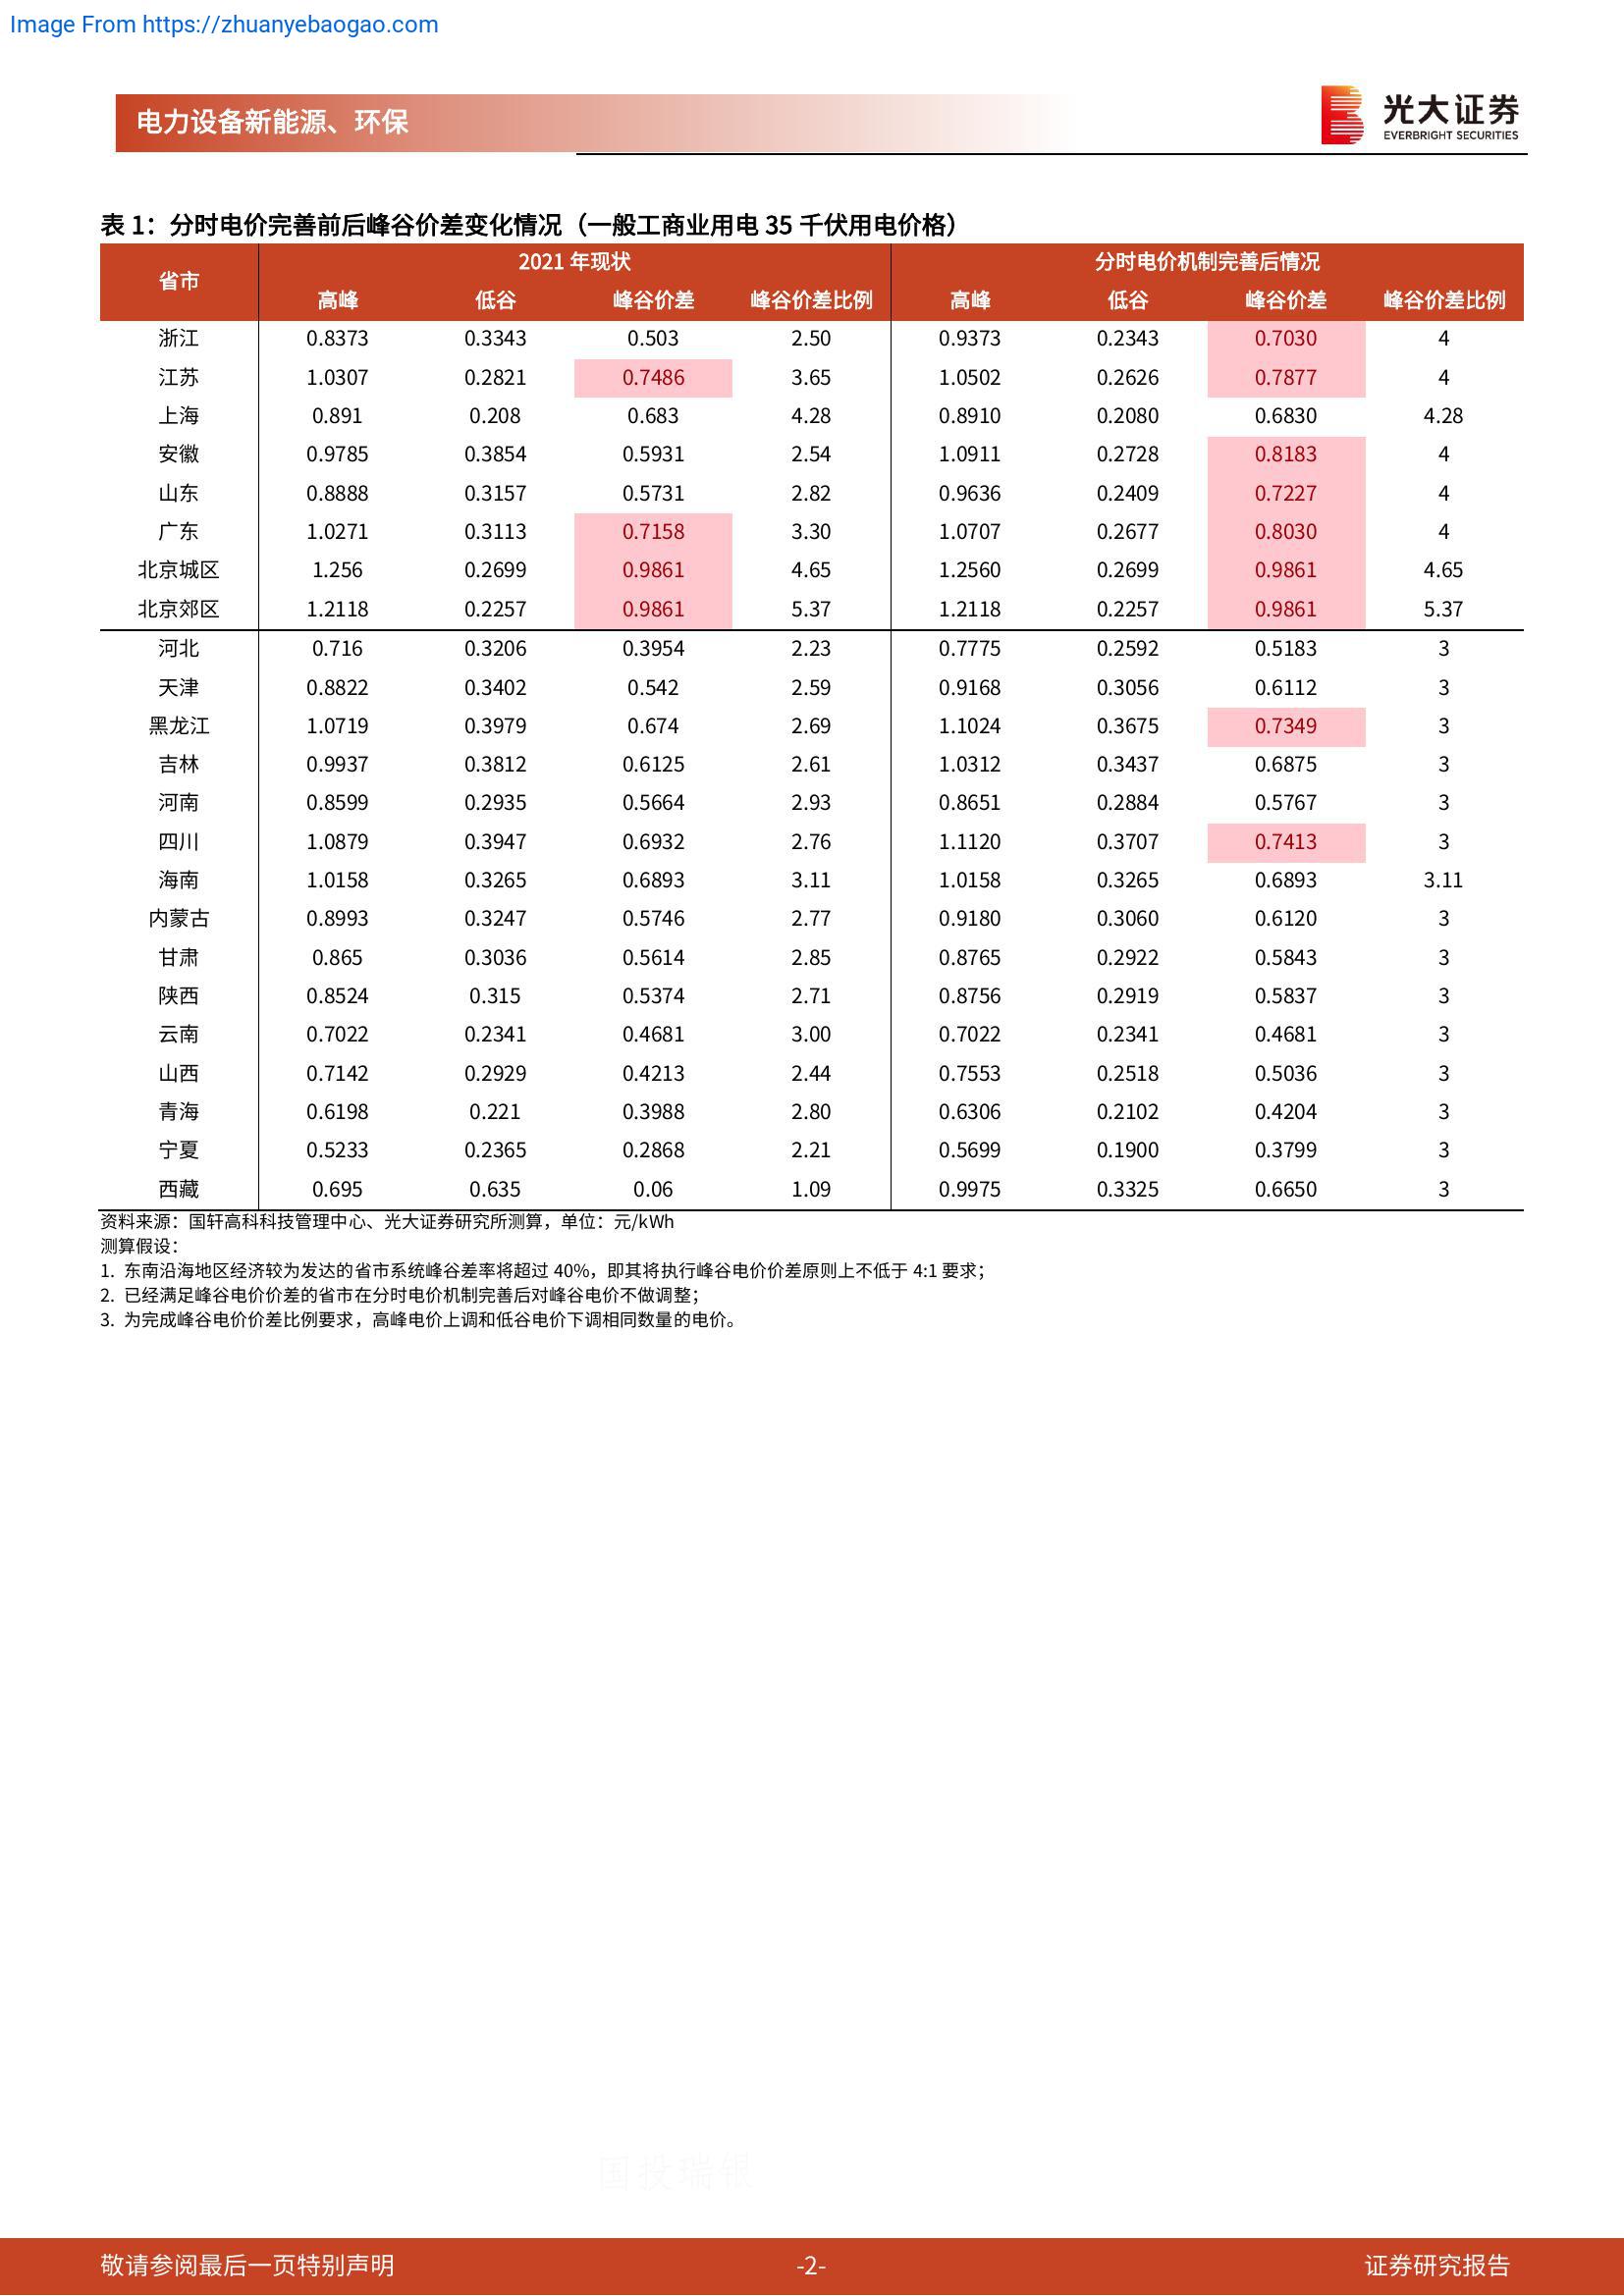 Image From https://zhuanyebaogao.com
电力设备新能源、环保
光大证券
EVERBRIGHT SECURITIES
表 1：分时电价完善前后峰谷价差变化情况（一般工商业用电 35 千伏用电价格）
省市 2021 年现状 分时电价机制完善后情况
高峰 低谷 峰谷价差 峰谷价差比例 高峰 低谷 峰谷价差 峰谷价差比例
浙江 0.8373 0.3343 0.503 2.50 0.9373 0.2343 0.7030 4
江苏 1.0307 0.2821 0.7486 3.65 1.0502 0.2626 0.7877 4
上海 0.891 0.208 0.683 4.28 0.8910 0.2080 0.6830 4.28
安徽 0.9785 0.3854 0.5931 2.54 1.0911 0.2728 0.8183 4
山东 0.8888 0.3157 0.5731 2.82 0.9636 0.2409 0.7227 4
广东 1.0271 0.3113 0.7158 3.30 1.0707 0.2677 0.8030 4
北京城区 1.256 0.2699 0.9861 4.65 1.2560 0.2699 0.9861 4.65
北京郊区 1.2118 0.2257 0.9861 5.37 1.2118 0.2257 0.9861 5.37
河北 0.716 0.3206 0.3954 2.23 0.7775 0.2592 0.5183 3
天津 0.8822 0.3402 0.542 2.59 0.9168 0.3056 0.6112 3
黑龙江 1.0719 0.3979 0.674 2.69 1.1024 0.3675 0.7349 3
吉林 0.9937 0.3812 0.6125 2.61 1.0312 0.3437 0.6875 3
河南 0.8599 0.2935 0.5664 2.93 0.8651 0.2884 0.5767 3
四川 1.0879 0.3947 0.6932 2.76 1.1120 0.3707 0.7413 3
海南 1.0158 0.3265 0.6893 3.11 1.0158 0.3265 0.6893 3.11
内蒙古 0.8993 0.3247 0.5746 2.77 0.9180 0.3060 0.6120 3
甘肃 0.865 0.3036 0.5614 2.85 0.8765 0.2922 0.5843 3
陕西 0.8524 0.315 0.5374 2.71 0.8756 0.2919 0.5837 3
云南 0.7022 0.2341 0.4681 3.00 0.7022 0.2341 0.4681 3
山西 0.7142 0.2929 0.4213 2.44 0.7553 0.2518 0.5036 3
青海 0.6198 0.221 0.3988 2.80 0.6306 0.2102 0.4204 3
宁夏 0.5233 0.2365 0.2868 2.21 0.5699 0.1900 0.3799 3
西藏 0.695 0.635 0.06 1.09 0.9975 0.3325 0.6650 3
资料来源：国轩高科科技管理中心、光大证券研究所测算，单位：元/kWh
测算假设：
1. 东南沿海地区经济较为发达的省市系统峰谷差率将超过 40%，即其将执行峰谷电价价差原则上不低于 4:1 要求；
2. 已经满足峰谷电价价差的省市在分时电价机制完善后对峰谷电价不做调整；
3. 为完成峰谷电价价差比例要求，高峰电价上调和低谷电价下调相同数量的电价。
国投瑞银
敬请参阅最后一页特别声明 -2- 证券研究报告